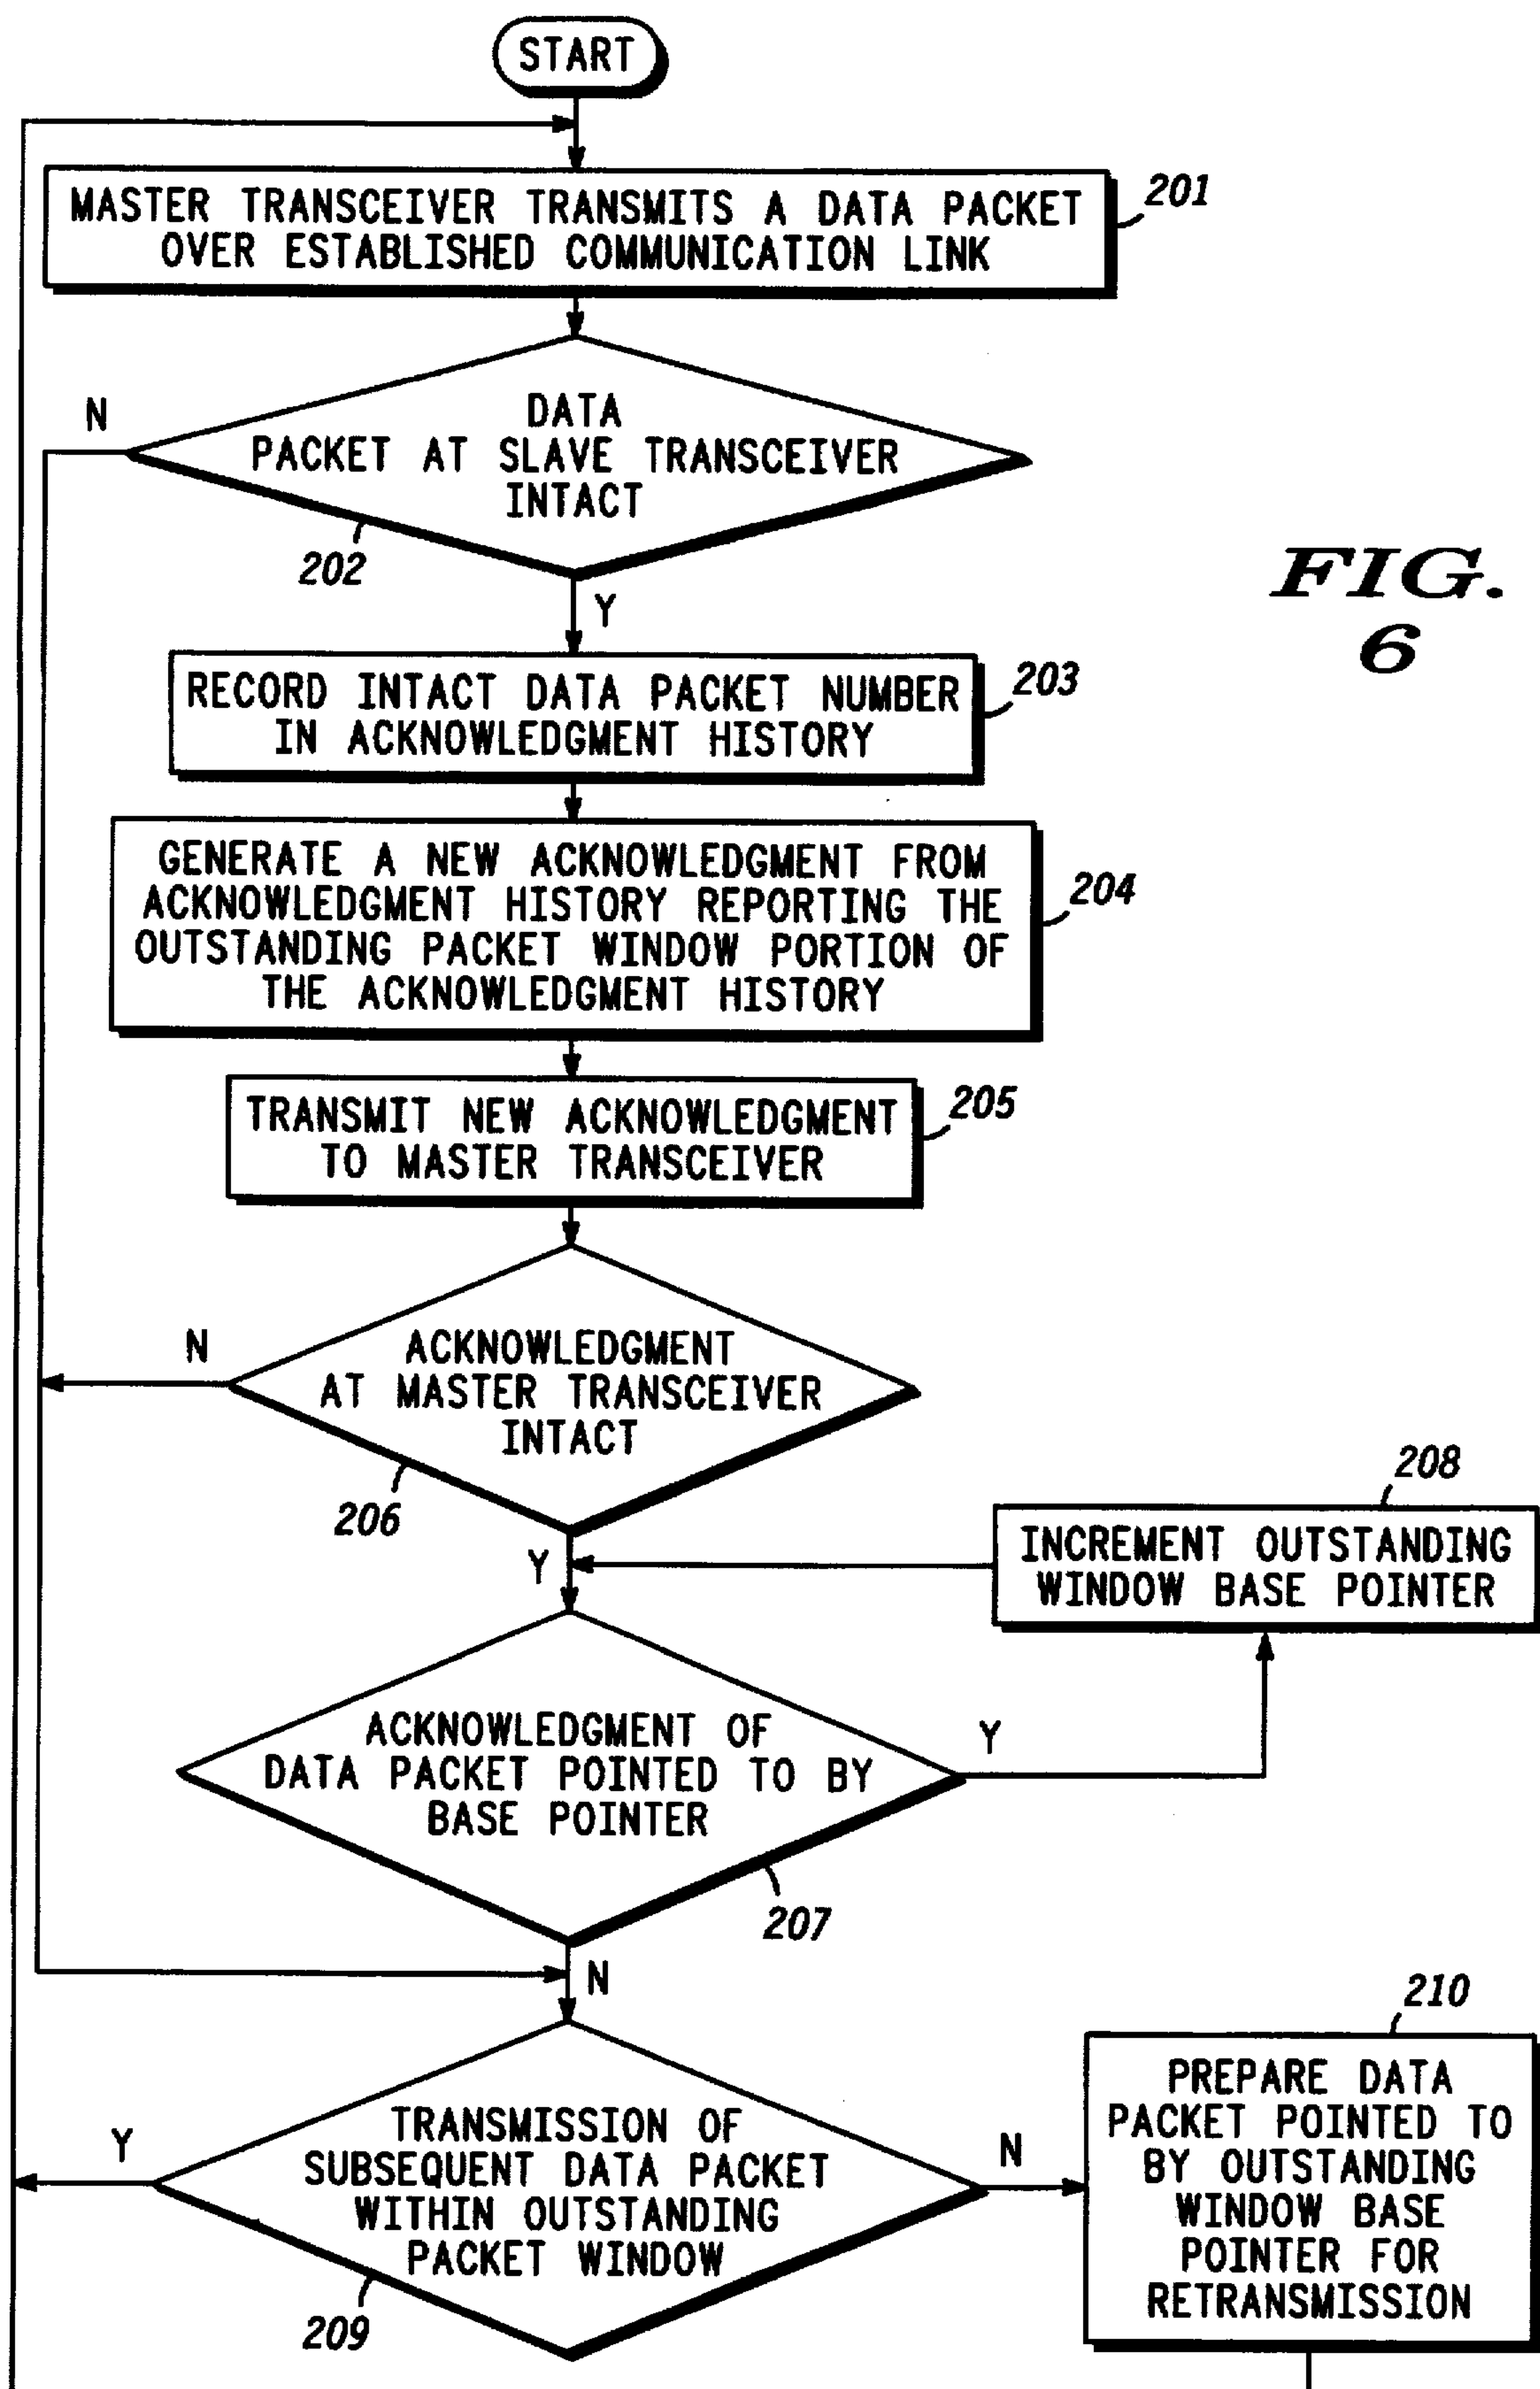 START
MASTER TRANSCEIVER TRANSMITS A DATA PACKET
OVER ESTABLISHED COMMUNICATION LINK
201
N
DATA
PACKET AT SLAVE TRANSCEIVER
INTACT
202
Y
FIG.
6
RECORD INTACT DATA PACKET NUMBER
IN ACKNOWLEDGMENT HISTORY
203
GENERATE A NEW ACKNOWLEDGMENT FROM
ACKNOWLEDGMENT HISTORY REPORTING THE
OUTSTANDING PACKET WINDOW PORTION OF
THE ACKNOWLEDGMENT HISTORY
204
TRANSMIT NEW ACKNOWLEDGMENT
TO MASTER TRANSCEIVER
205
N
ACKNOWLEDGMENT
AT MASTER TRANSCEIVER
INTACT
206
Y
208
INCREMENT OUTSTANDING
WINDOW BASE POINTER
ACKNOWLEDGMENT OF
DATA PACKET POINTED TO BY
BASE POINTER
Y
207
N
Y
TRANSMISSION OF
SUBSEQUENT DATA PACKET
WITHIN OUTSTANDING
PACKET WINDOW
209
N
210
PREPARE DATA
PACKET POINTED TO
BY OUTSTANDING
WINDOW BASE
POINTER FOR
RETRANSMISSION